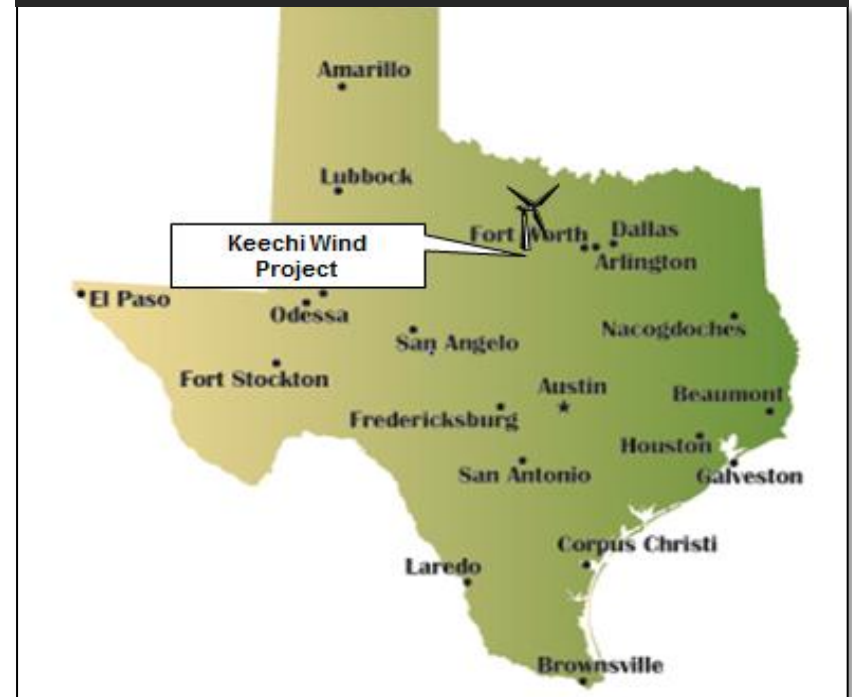 Amarillo
Lubbock
Keechi Wind
Project
Fort Worth
Dallas
Arlington
El Paso
Odessa
San Angelo
Nacogdoches
Fort Stockton
Austin
Beaumont
Fredericksburg
Houston
San Antonio
Galveston
Corpus Christi
Laredo
Brownsville